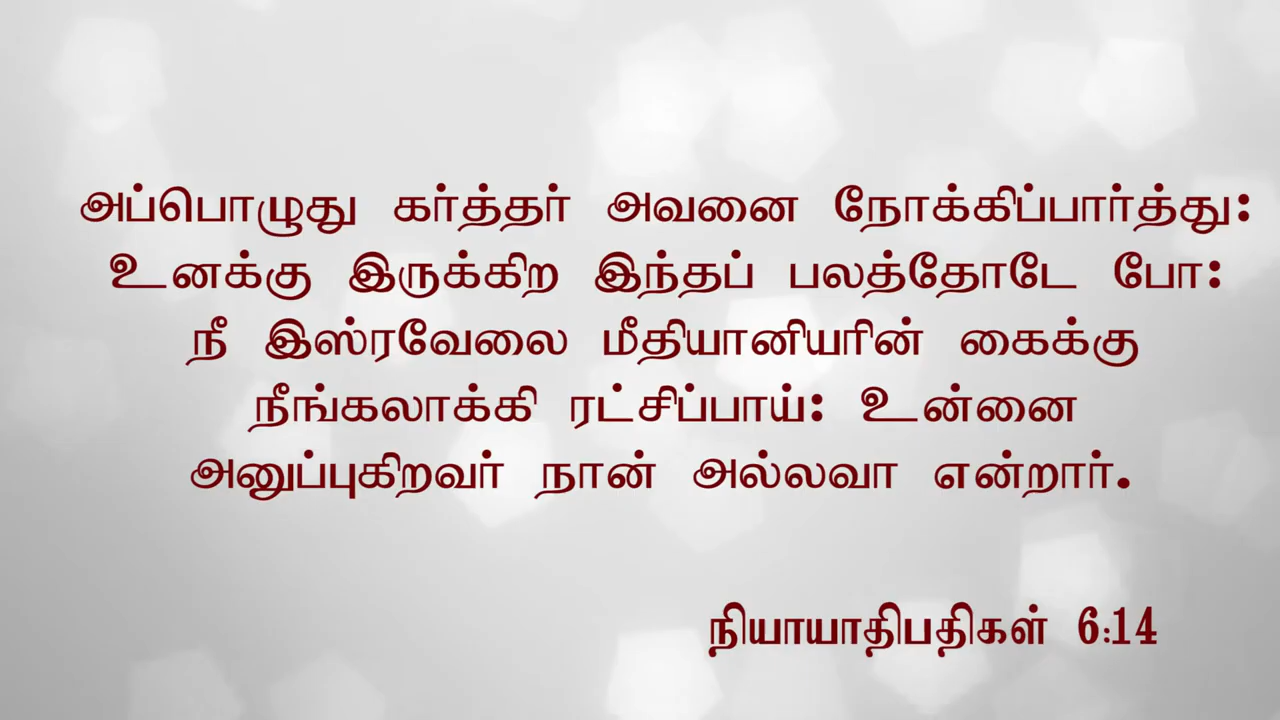 அப்பொழுது கர்த்தர் அவனை நோக்கிப்பார்த்து:
உனக்கு இருக்கிற இந்தப் பலத்தோடே போ:
நீ இஸ்ரவேலை மீதியானியரின் கைக்கு
நீங்கலாக்கி ரட்சிப்பாய்: உன்னை
அனுப்புகிறவர் நான் அல்லவா என்றார்.
நியாயாதிபதிகள் 6:14